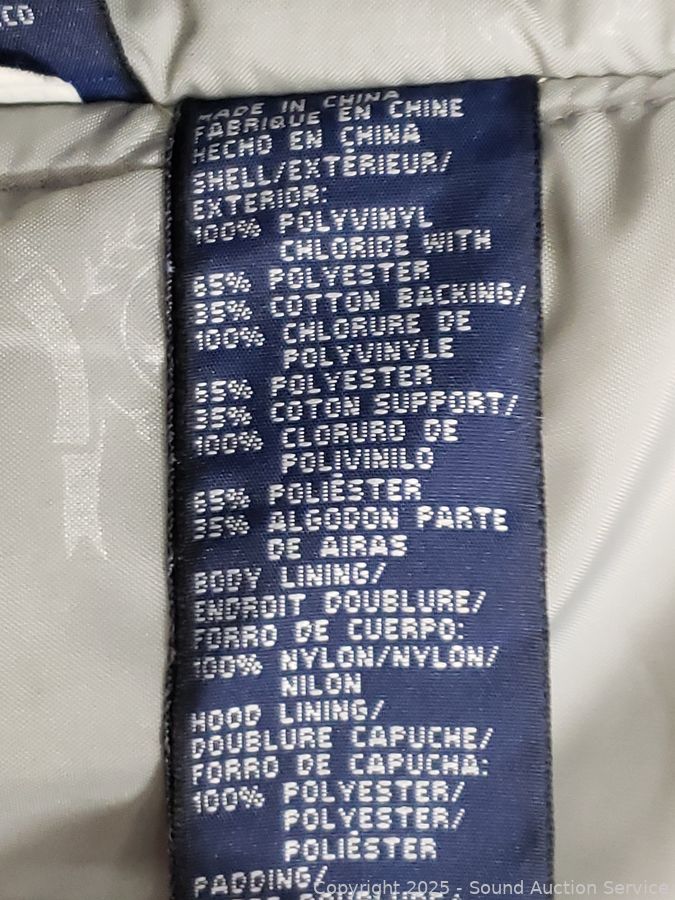 CO
MADE IN CHINA
FABRIQUE EN CHINE
HECHO EN CHINA
SHELL/EXTÉRIEUR/
EXTERIOR:
100% POLYVINYL
CHLORIDE WITH
65% POLYESTER
35% COTTON BACKING/
100% CHLORURE DE
POLYVINYLE
65% POLYESTER
35% COTON SUPPORT/
100% CLORURO DE
POLIVINILO
65% POLIÉSTER
35% ALGODON PARTE
DE AIRAS
BODY LINING/
ENDROIT DOUBLURE/
FORRO DE CUERPO:
100% NYLON/NYLON/
NILON
HOOD LINING/
DOUBLURE CAPUCHE/
FORRO DE CAPUCHA:
100% POLYESTER/
POLYESTER/
POLIÉSTER
PADDING/
DOUBLURE/
Copyright 2025 - Sound Auction Service